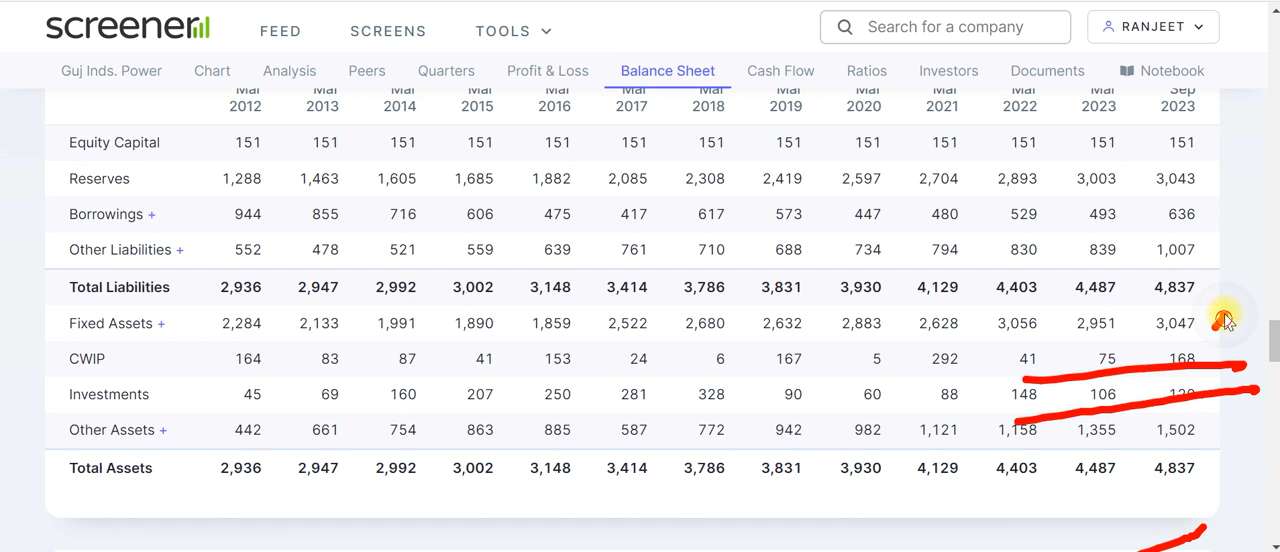 screener
FEED SCREENS TOOLS
Search for a company
RANJEET
Guj Inds. Power Chart Analysis Peers Quarters Profit & Loss Balance Sheet Cash Flow Ratios Investors Documents Notebook
Mar Mar Mar Mar Mar Mar Mar Mar Mar Mar Mar Mar Sep
2012 2013 2014 2015 2016 2017 2018 2019 2020 2021 2022 2023 2023
Equity Capital 151 151 151 151 151 151 151 151 151 151 151 151 151
Reserves 1,288 1,463 1,605 1,685 1,882 2,085 2,308 2,419 2,597 2,704 2,893 3,003 3,043
Borrowings + 944 855 716 606 475 417 617 573 447 480 529 493 636
Other Liabilities + 552 478 521 559 639 761 710 688 734 794 830 839 1,007
Total Liabilities 2,936 2,947 2,992 3,002 3,148 3,414 3,786 3,831 3,930 4,129 4,403 4,487 4,837
Fixed Assets + 2,284 2,133 1,991 1,890 1,859 2,522 2,680 2,632 2,883 2,628 3,056 2,951 3,047
CWIP 164 83 87 41 153 24 6 167 5 292 41 75 168
Investments 45 69 160 207 250 281 328 90 60 88 148 106
Other Assets + 442 661 754 863 885 587 772 942 982 1,121 1,158 1,355 1,502
Total Assets 2,936 2,947 2,992 3,002 3,148 3,414 3,786 3,831 3,930 4,129 4,403 4,487 4,837